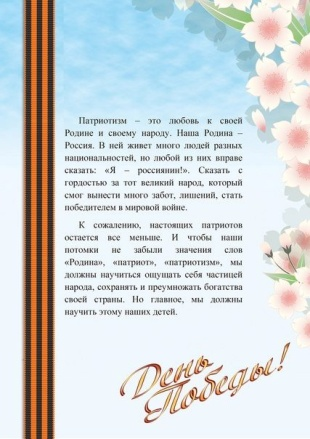 Патриотизм – это любовь к своей
Родине и своему народу. Наша Родина –
Россия. В ней живет много людей разных
национальностей, но любой из них вправе
сказать: «Я – россиянин!». Сказать с
гордостью за тот великий народ, который
смог вынести много забот, лишений, стать
победителем в мировой войне.
К сожалению, настоящих патриотов
остается все меньше. И чтобы наши
потомки не забыли значения слов
«Родина», «патриот», «патриотизм», мы
должны научиться ощущать себя частицей
народа, сохранять и преумножать богатства
своей страны. Но главное, мы должны
научить этому наших детей.
День
Победы!